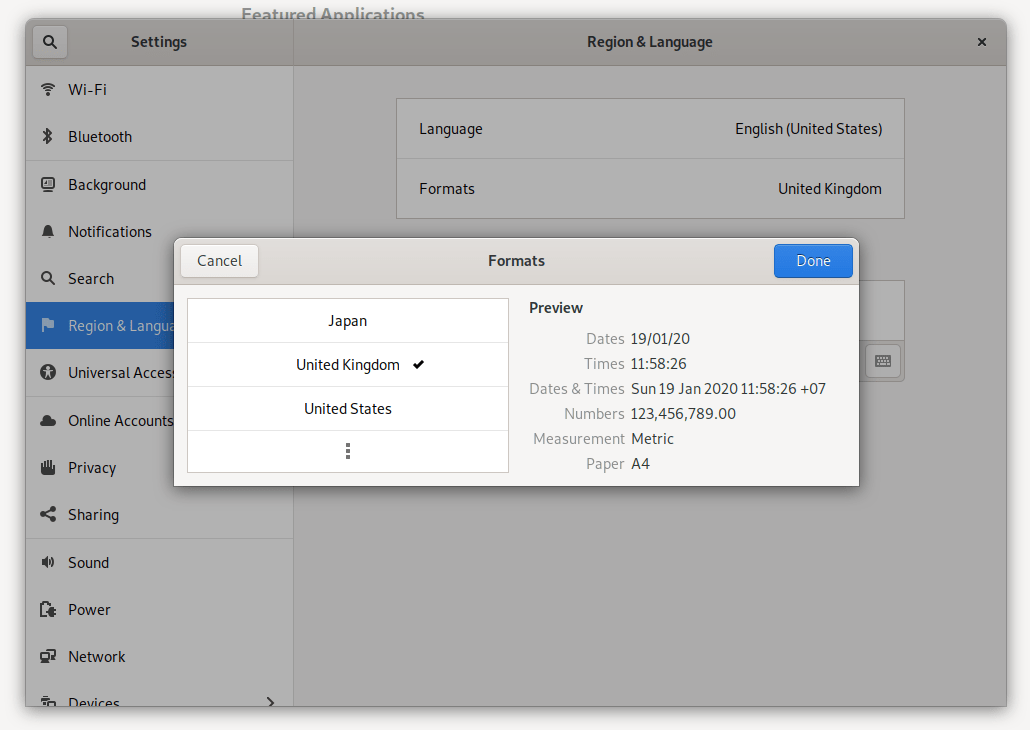 Featured Applications
Settings
Region & Language
Wi-Fi
Bluetooth
Background
Notifications
Search
Region & Langua
Universal Acces
Online Accounts
Privacy
Sharing
Sound
Power
Network
Devices
Language English (United States)
Formats United Kingdom
Cancel Formats Done
Japan
United Kingdom
United States
Preview
Dates 19/01/20
Times 11:58:26
Dates & Times Sun 19 Jan 2020 11:58:26 +07
Numbers 123,456,789.00
Measurement Metric
Paper A4